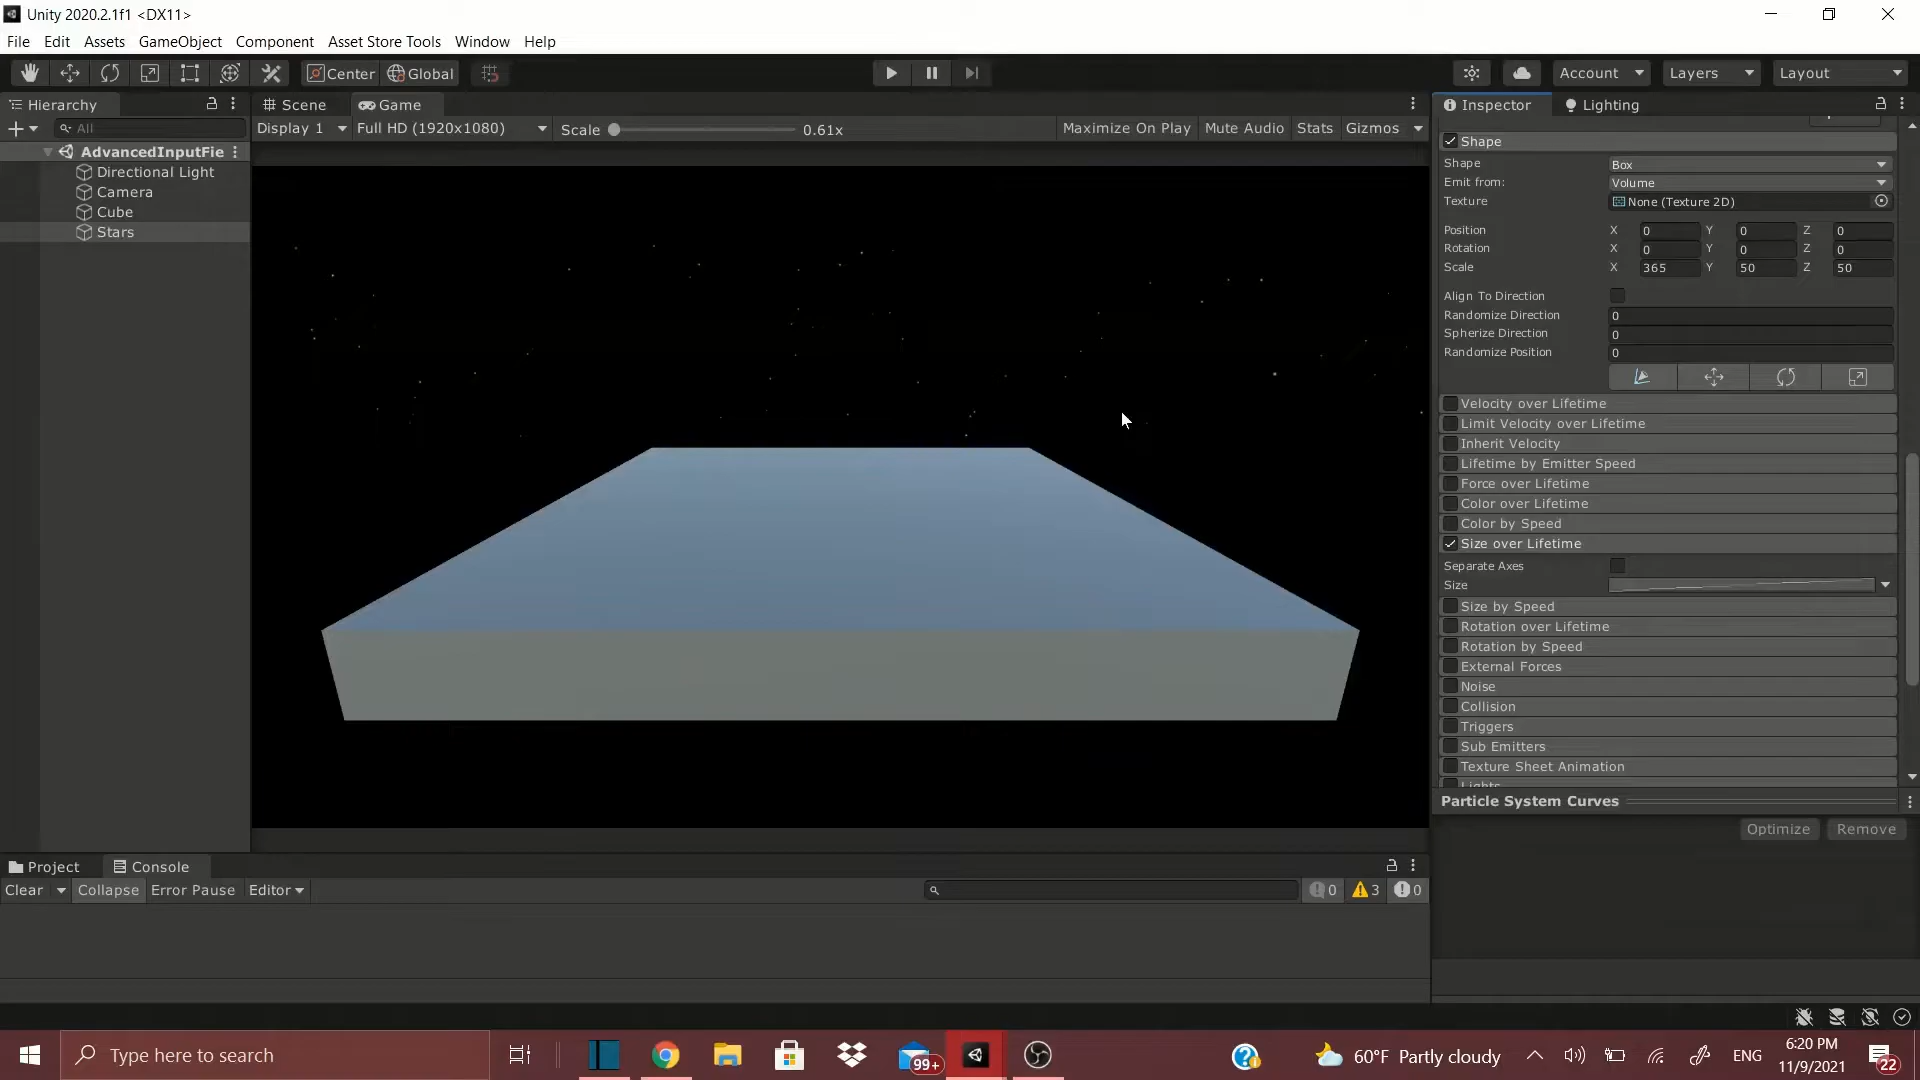 Unity 2020.2.1f1 <DX11>
File Edit Assets GameObject Component Asset Store Tools Window Help
Center Global Account Layers Layout
Hierarchy Scene Game Inspector Lighting
All Display 1 Full HD (1920x1080) Scale 0.61x Maximize On Play Mute Audio Stats Gizmos
AdvancedInputFie
Directional Light
Camera
Cube
Stars
Shape
Shape Box
Emit from: Volume
Texture None (Texture 2D)
Position X 0 Y 0 Z 0
Rotation X 0 Y 0 Z 0
Scale X 365 Y 50 Z 50
Align To Direction
Randomize Direction 0
Spherize Direction 0
Randomize Position 0
Velocity over Lifetime
Limit Velocity over Lifetime
Inherit Velocity
Lifetime by Emitter Speed
Force over Lifetime
Color over Lifetime
Color by Speed
Size over Lifetime
Separate Axes
Size
Size by Speed
Rotation over Lifetime
Rotation by Speed
External Forces
Noise
Collision
Triggers
Sub Emitters
Texture Sheet Animation
Lights
Particle System Curves
Optimize Remove
Project Console
Clear Collapse Error Pause Editor 0 3 0
Type here to search 99+ 60°F Partly cloudy ENG 6:20 PM
11/9/2021 22